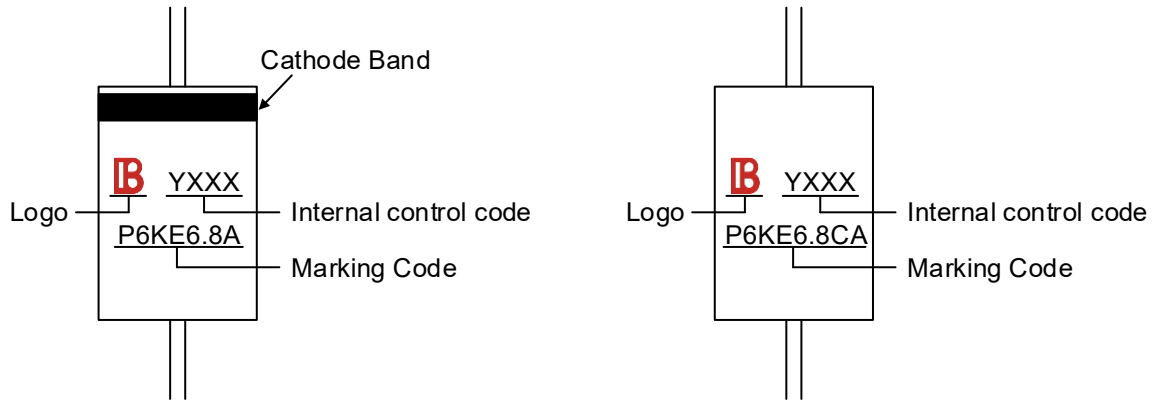 Cathode Band
B YXXX
Logo Internal control code
P6KE6.8A
Marking Code
B YXXX
Logo Internal control code
P6KE6.8CA
Marking Code